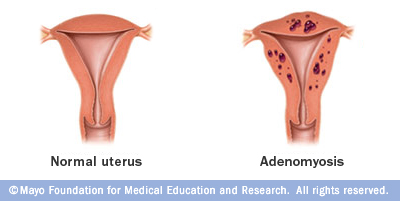 Normal uterus
Adenomyosis
©Mayo Foundation for Medical Education and Research. All rights reserved.